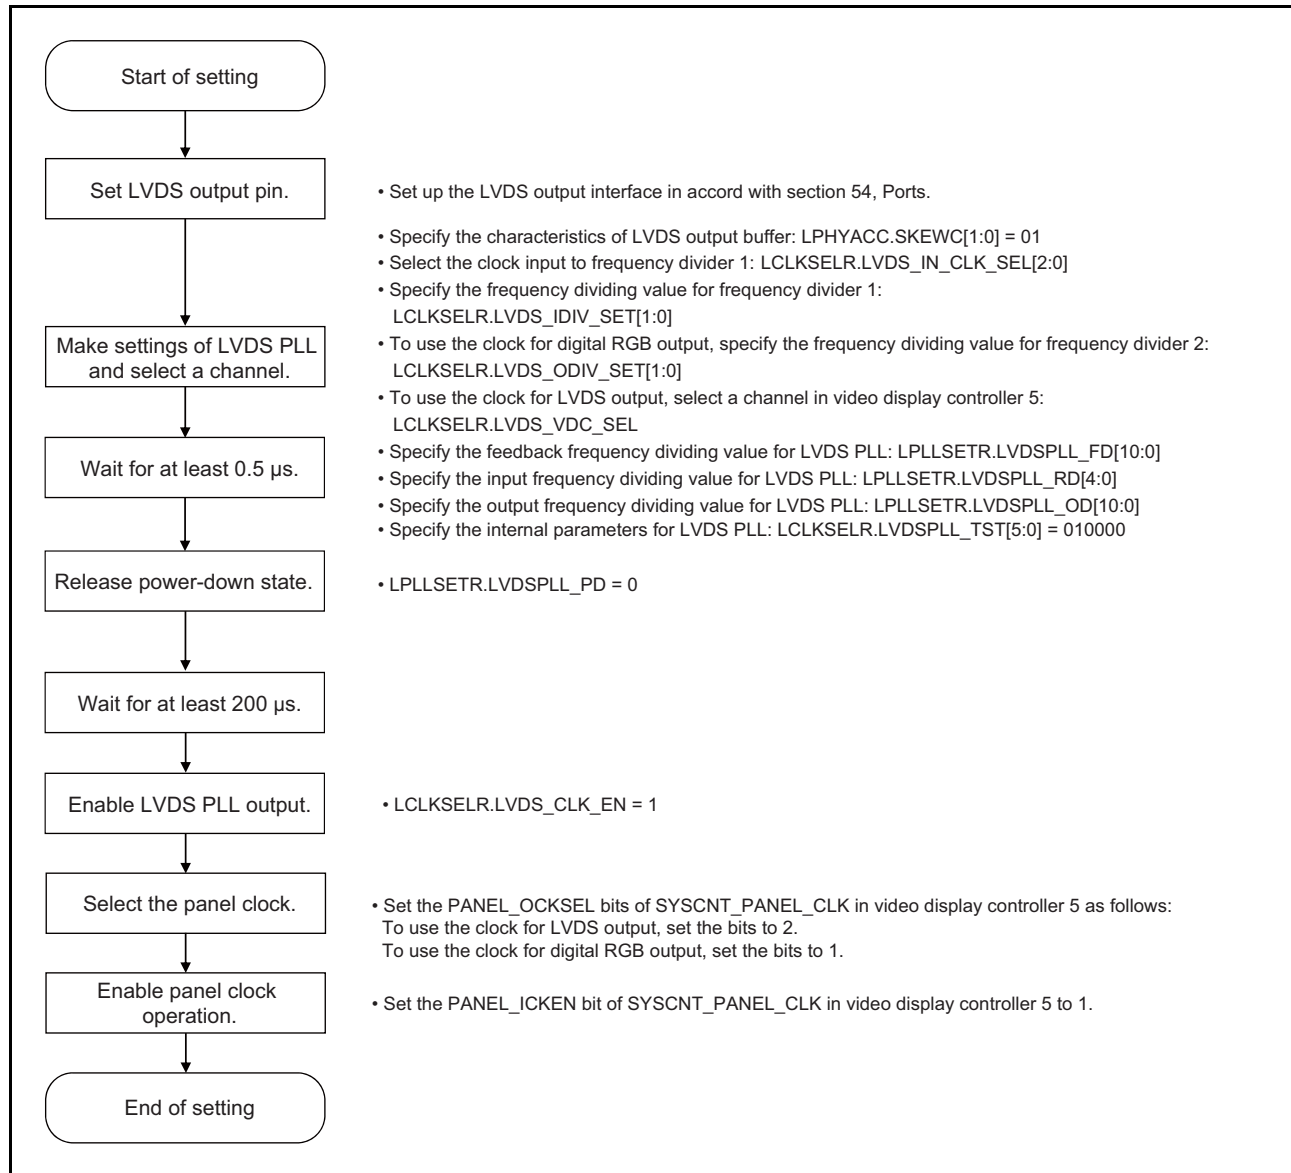 Start of setting
Set LVDS output pin.
• Set up the LVDS output interface in accord with section 54, Ports.
• Specify the characteristics of LVDS output buffer: LPHYACC.SKEWC[1:0] = 01
• Select the clock input to frequency divider 1: LCLKSELR.LVDS_IN_CLK_SEL[2:0]
• Specify the frequency dividing value for frequency divider 1:
LCLKSELR.LVDS_IDIV_SET[1:0]
Make settings of LVDS PLL
and select a channel.
• To use the clock for digital RGB output, specify the frequency dividing value for frequency divider 2:
LCLKSELR.LVDS_ODIV_SET[1:0]
• To use the clock for LVDS output, select a channel in video display controller 5:
LCLKSELR.LVDS_VDC_SEL
• Specify the feedback frequency dividing value for LVDS PLL: LPLLSETR.LVDSPLL_FD[10:0]
Wait for at least 0.5 µs.
• Specify the input frequency dividing value for LVDS PLL: LPLLSETR.LVDSPLL_RD[4:0]
• Specify the output frequency dividing value for LVDS PLL: LPLLSETR.LVDSPLL_OD[10:0]
• Specify the internal parameters for LVDS PLL: LCLKSELR.LVDSPLL_TST[5:0] = 010000
Release power-down state.
• LPLLSETR.LVDSPLL_PD = 0
Wait for at least 200 µs.
Enable LVDS PLL output.
• LCLKSELR.LVDS_CLK_EN = 1
Select the panel clock.
• Set the PANEL_OCKSEL bits of SYSCNT_PANEL_CLK in video display controller 5 as follows:
To use the clock for LVDS output, set the bits to 2.
To use the clock for digital RGB output, set the bits to 1.
Enable panel clock
operation.
• Set the PANEL_ICKEN bit of SYSCNT_PANEL_CLK in video display controller 5 to 1.
End of setting